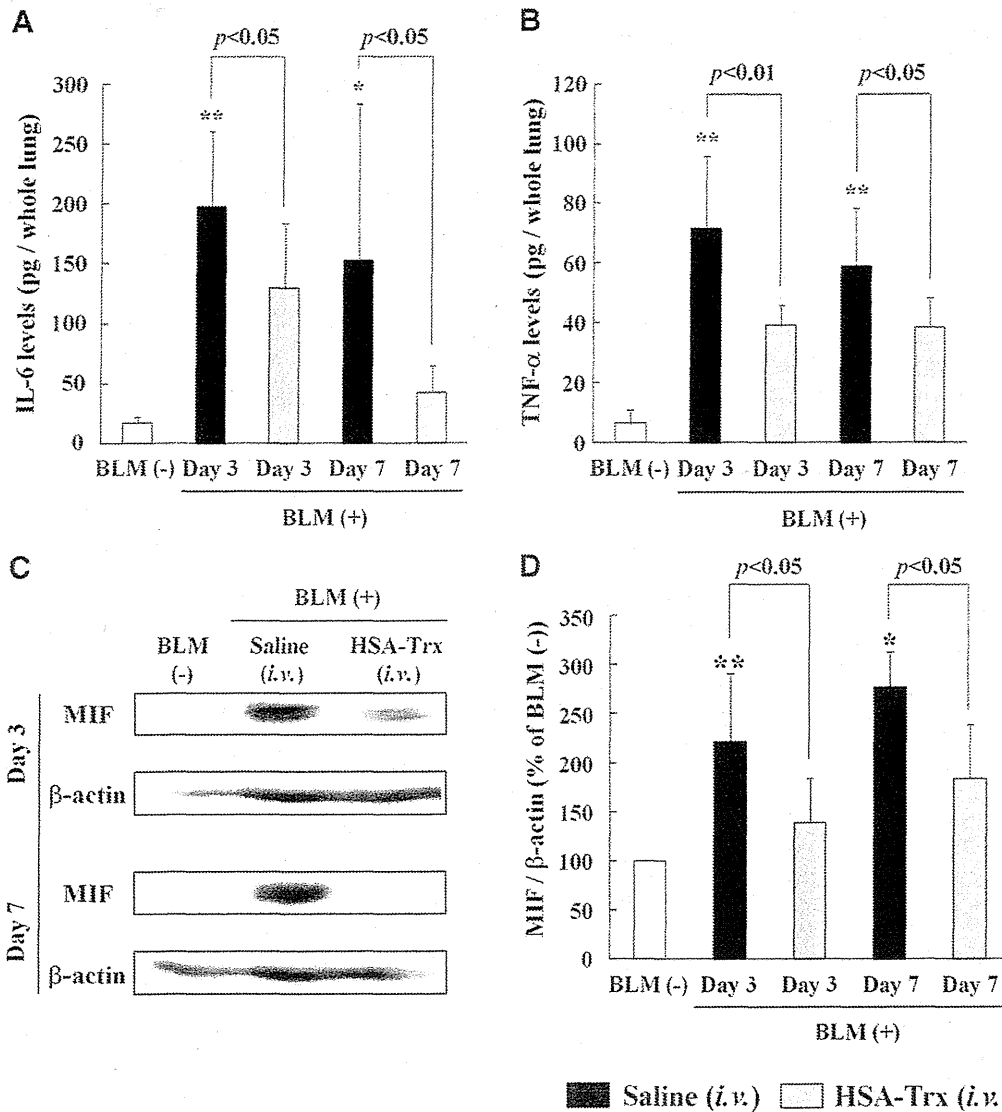 A
p<0.05
p<0.05
IL-6 levels (pg / whole lung)
300
250
200
150
100
50
0
**
*
BLM (-) Day 3 Day 3 Day 7 Day 7
BLM (+)
B
p<0.01
p<0.05
TNF-α levels (pg / whole lung)
120
100
80
60
40
20
0
**
**
BLM (-) Day 3 Day 3 Day 7 Day 7
BLM (+)
C
BLM (+)
BLM (-)
Saline (i.v.)
HSA-Trx (i.v.)
Day 3
MIF
β-actin
Day 7
MIF
β-actin
D
p<0.05
p<0.05
MIF / β-actin (% of BLM (-))
350
300
250
200
150
100
50
0
**
*
BLM (-) Day 3 Day 3 Day 7 Day 7
BLM (+)
Saline (i.v.) HSA-Trx (i.v.